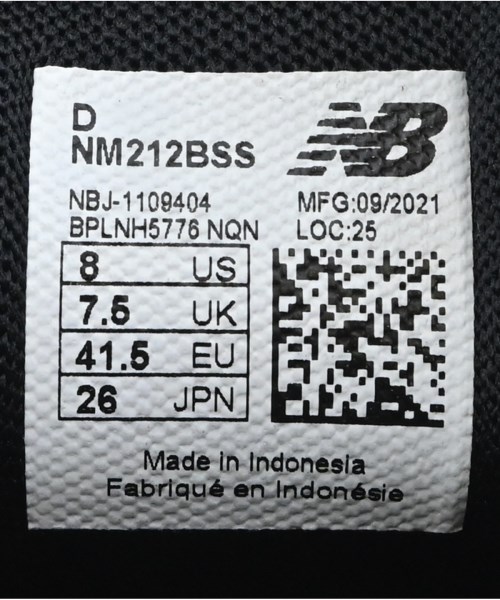 D
NM212BSS
NB
NBJ-1109404
MFG:09/2021
BPLNH5776 NQN
LOC:25
8 US
7.5 UK
41.5 EU
26 JPN
Made in Indonesia
Fabriqué en Indonésie